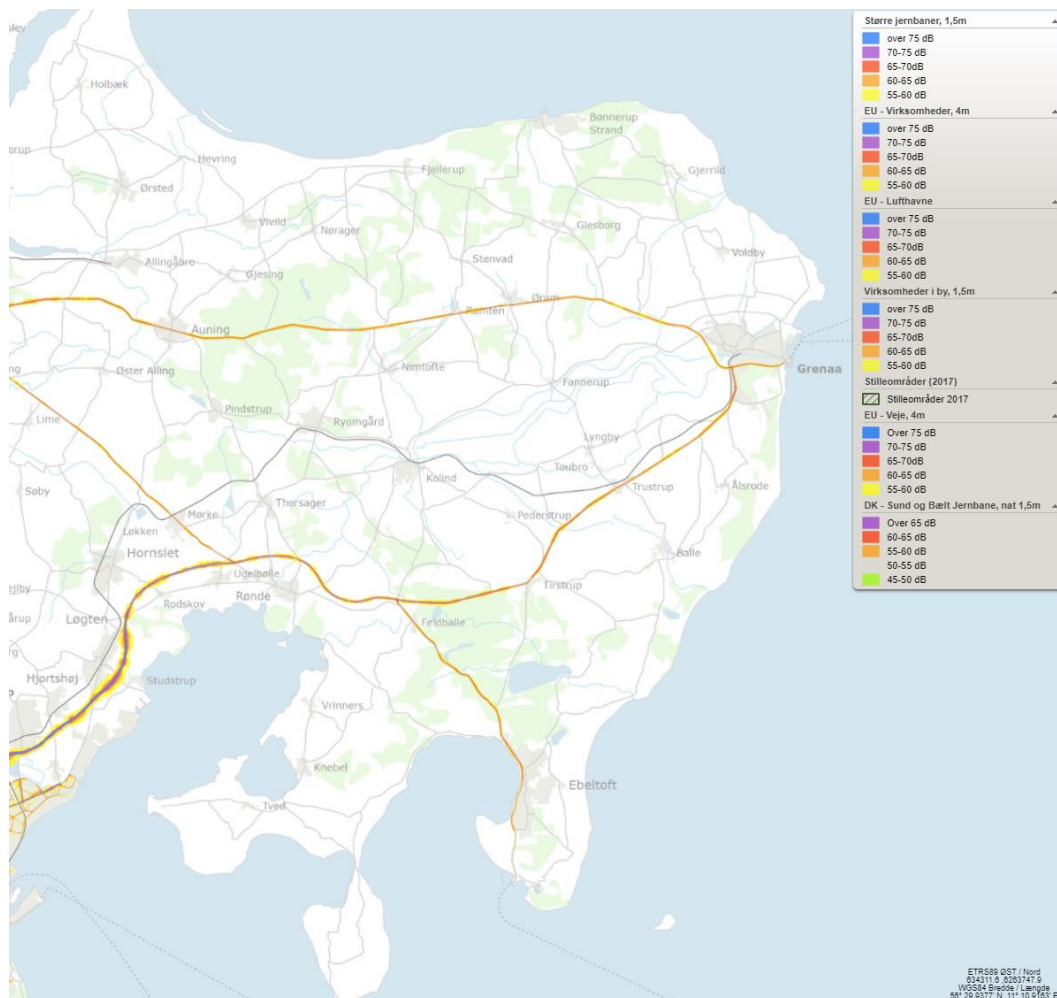 Holbæk
Bønnerup
Strand
Hevring
Fjellerup
Gjerrild
Ørsted
Vivild
Nørager
Glesborg
Voldby
Stenvad
Allingåbro
Gjesing
Ramten
Ørum
Auning
Nimtofte
Grenaa
Øster Alling
Fannerup
Pindstrup
Ryomgård
Lime
Lyngby
Kolind
Toubro
Søby
Thorsager
Trustrup
Ålsrode
Mørke
Pederstrup
Løkken
Hornslet
Balle
Ugelbølle
Tirstrup
Rodskov
Rønde
Løgten
Feldballe
Hjortshøj
Studstrup
Vrinners
Knebel
Ebeltoft
Tved
Større jernbaner, 1,5m
over 75 dB
70-75 dB
65-70dB
60-65 dB
55-60 dB
EU - Virksomheder, 4m
over 75 dB
70-75 dB
65-70dB
60-65 dB
55-60 dB
EU - Lufthavne
over 75 dB
70-75 dB
65-70dB
60-65 dB
55-60 dB
Virksomheder i by, 1,5m
over 75 dB
70-75 dB
65-70dB
60-65 dB
55-60 dB
Stilleområder (2017)
Stilleområder 2017
EU - Veje, 4m
Over 75 dB
70-75 dB
65-70dB
60-65 dB
55-60 dB
DK - Sund og Bælt Jernbane, nat 1,5m
Over 65 dB
60-65 dB
55-60 dB
50-55 dB
45-50 dB
ETRS89 ØST / Nord
634311.6 ,6263747.9
WGS84 Bredde / Længde